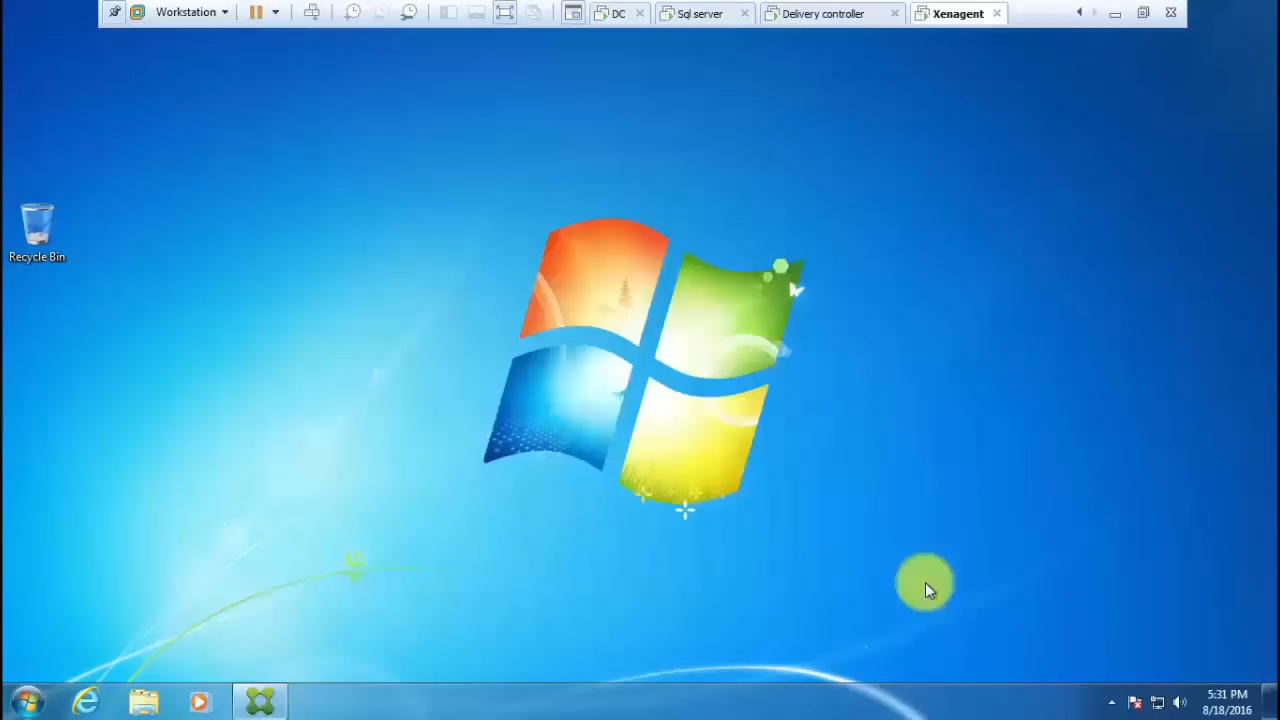 Workstation
DC
Sql server
Delivery controller
Xenagent
Recycle Bin
5:31 PM
8/18/2016